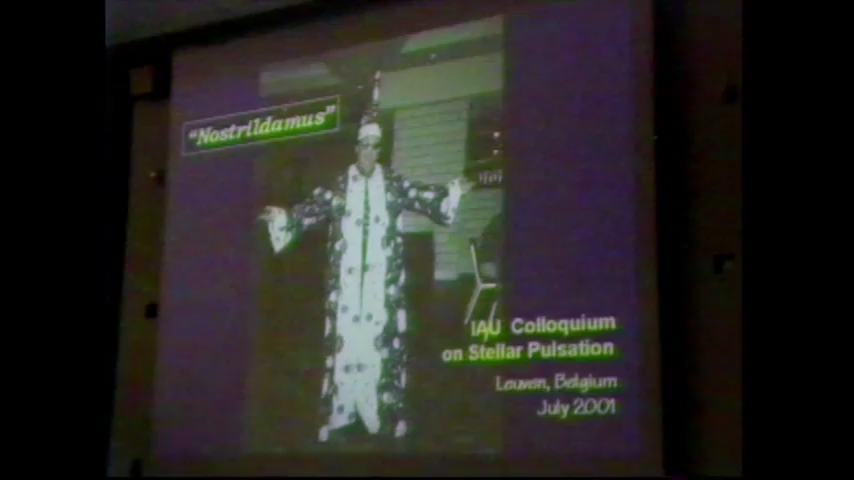 "Nostrildamus"
IAU Colloquium
on Stellar Pulsation
Leuven, Belgium
July 2001